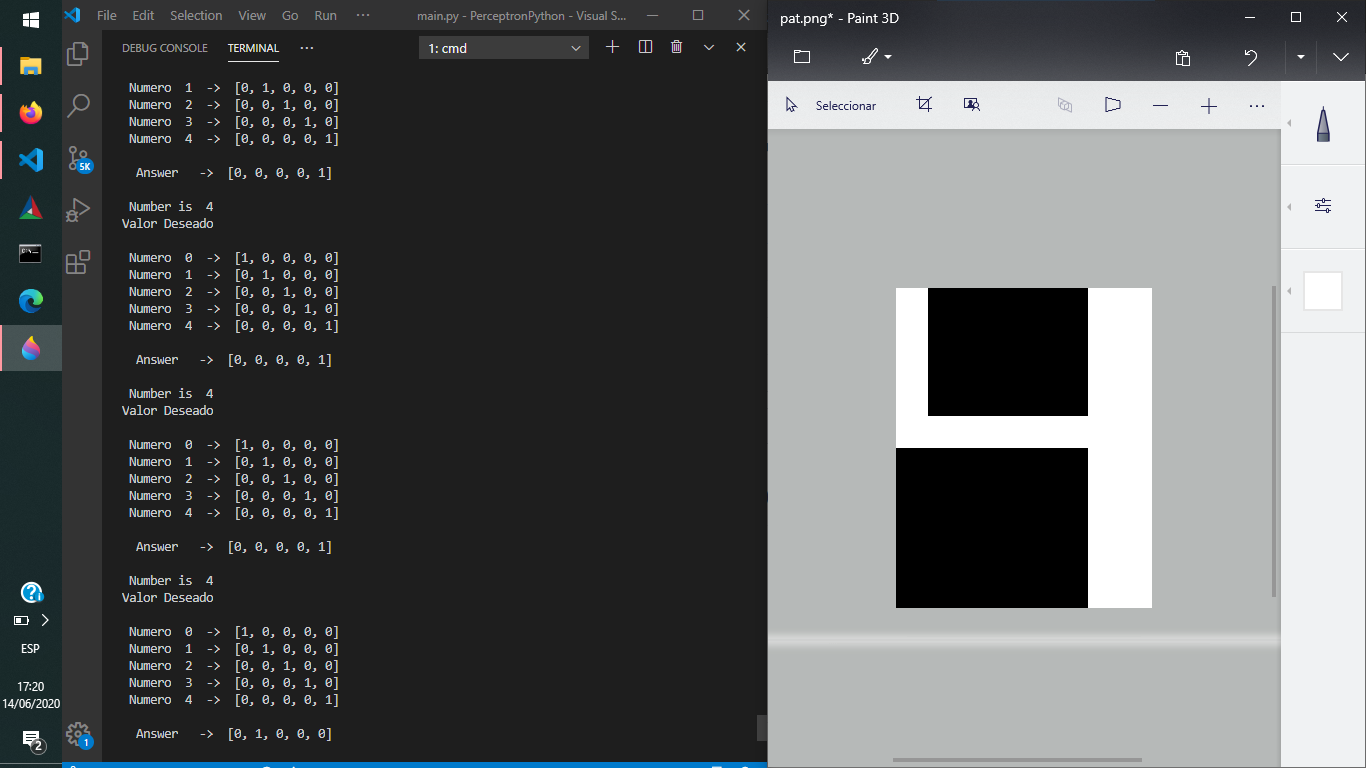 File Edit Selection View Go Run ··· main.py - PerceptronPython - Visual S...
DEBUG CONSOLE TERMINAL ··· 1: cmd
Numero 1 -> [0, 1, 0, 0, 0]
Numero 2 -> [0, 0, 1, 0, 0]
Numero 3 -> [0, 0, 0, 1, 0]
Numero 4 -> [0, 0, 0, 0, 1]
Answer -> [0, 0, 0, 0, 1]
Number is 4
Valor Deseado
Numero 0 -> [1, 0, 0, 0, 0]
Numero 1 -> [0, 1, 0, 0, 0]
Numero 2 -> [0, 0, 1, 0, 0]
Numero 3 -> [0, 0, 0, 1, 0]
Numero 4 -> [0, 0, 0, 0, 1]
Answer -> [0, 0, 0, 0, 1]
Number is 4
Valor Deseado
Numero 0 -> [1, 0, 0, 0, 0]
Numero 1 -> [0, 1, 0, 0, 0]
Numero 2 -> [0, 0, 1, 0, 0]
Numero 3 -> [0, 0, 0, 1, 0]
Numero 4 -> [0, 0, 0, 0, 1]
Answer -> [0, 0, 0, 0, 1]
Number is 4
Valor Deseado
Numero 0 -> [1, 0, 0, 0, 0]
Numero 1 -> [0, 1, 0, 0, 0]
Numero 2 -> [0, 0, 1, 0, 0]
Numero 3 -> [0, 0, 0, 1, 0]
Numero 4 -> [0, 0, 0, 0, 1]
Answer -> [0, 1, 0, 0, 0]
5K
1
ESP
17:20
14/06/2020
2
pat.png* - Paint 3D
Seleccionar